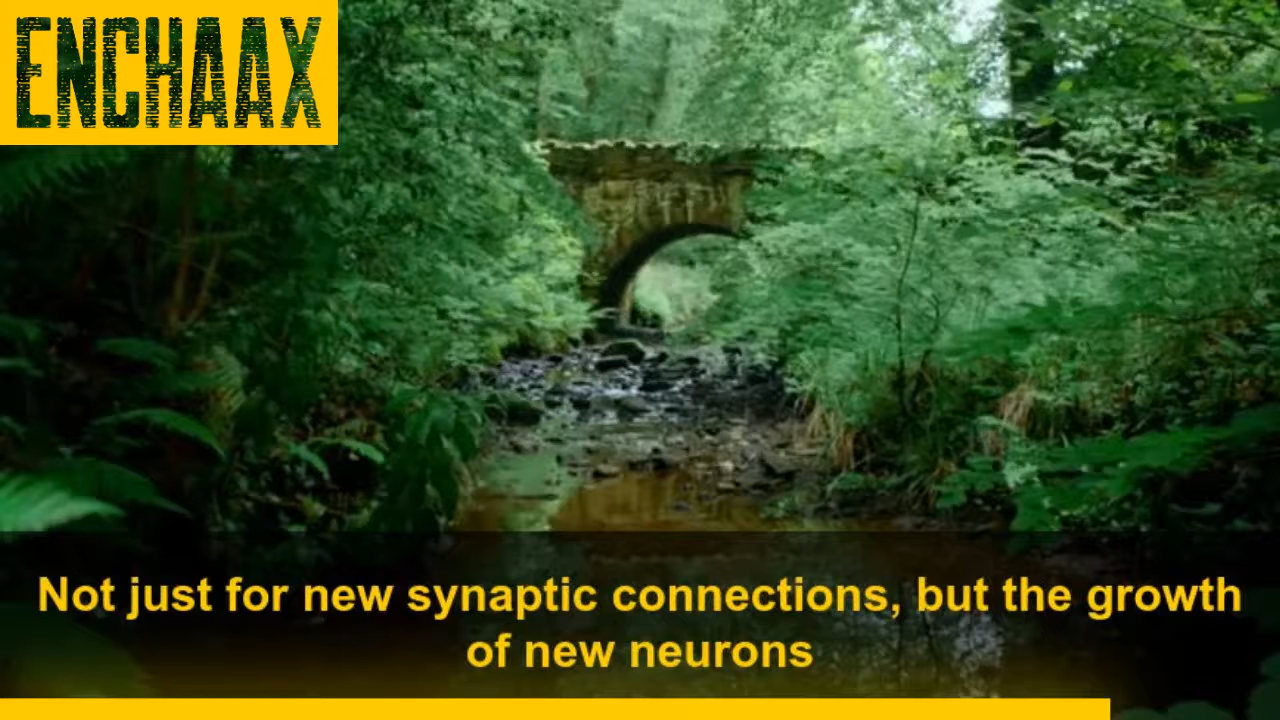 ENCHAAX
Not just for new synaptic connections, but the growth
of new neurons